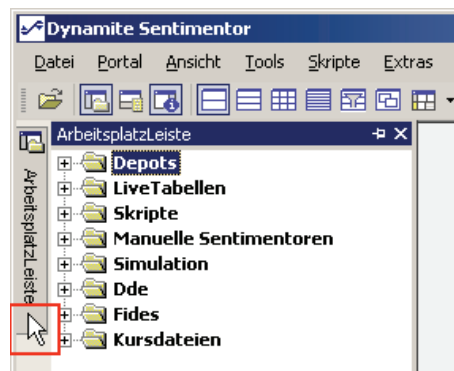 Dynamite Sentimentor
Datei Portal Ansicht Tools Skripte Extras
ArbeitsplatzLeiste
ArbeitsplatzLeiste
Depots
LiveTabellen
Skripte
Manuelle Sentimentoren
Simulation
Dde
Fides
Kursdateien